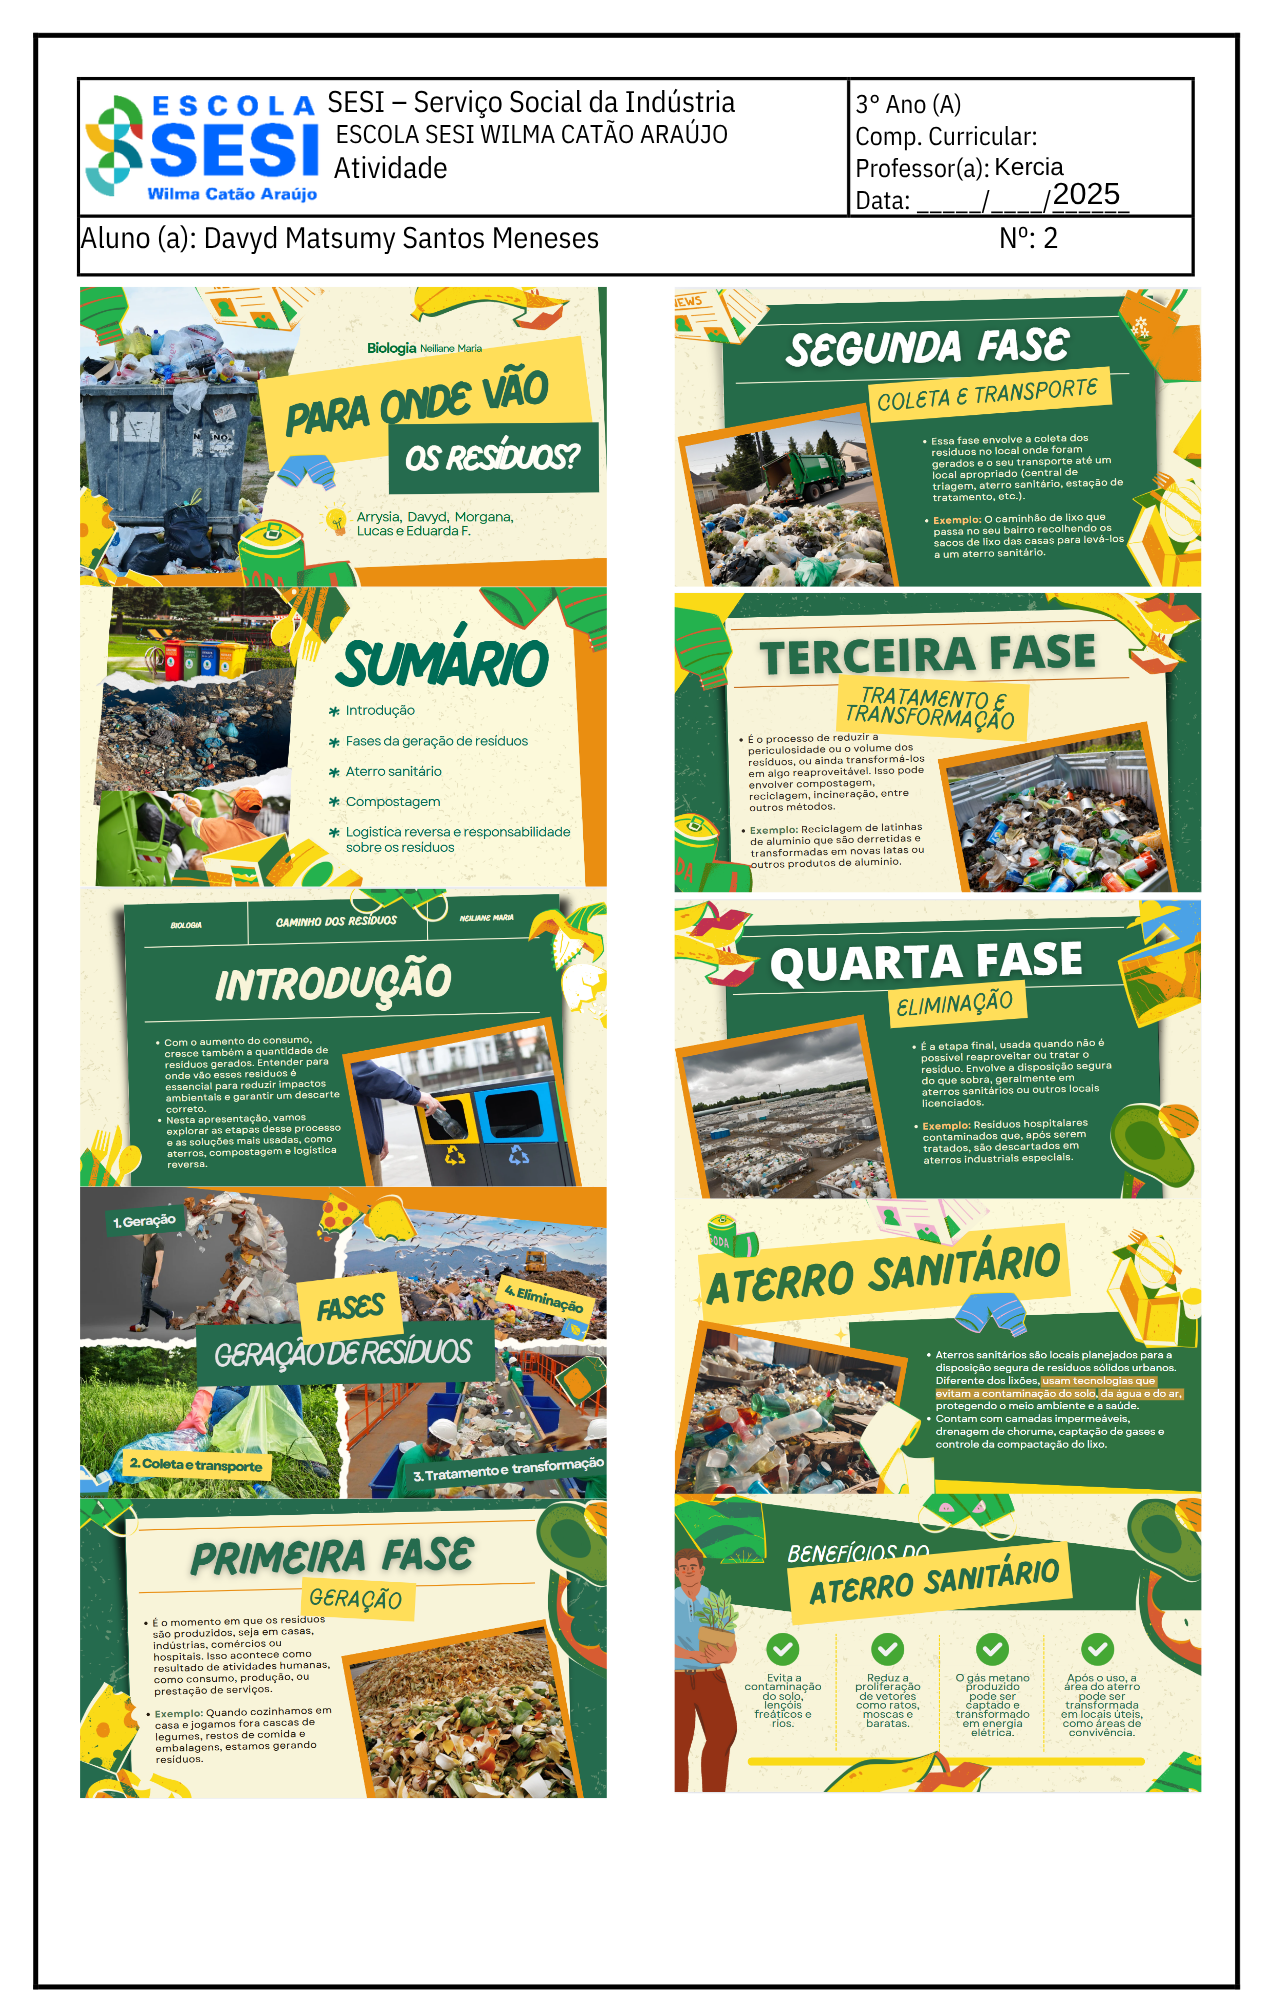 ESCOLA
SESI
Wilma Catão Araújo
SESI – Serviço Social da Indústria
ESCOLA SESI WILMA CATÃO ARAÚJO
Atividade
3° Ano (A)
Comp. Curricular:
Professor(a): Kercia
Data: _____/____/2025
Aluno (a): Davyd Matsumy Santos Meneses Nº: 2
Biologia Neiliane Maria
PARA ONDE VÃO
OS RESÍDUOS?
Arrysia, Davyd, Morgana,
Lucas e Eduarda F.
SUMÁRIO
Introdução
Fases da geração de resíduos
Aterro sanitário
Compostagem
Logistica reversa e responsabilidade
sobre os resíduos
BIOLOGIA
CAMINHO DOS RESÍDUOS
NEILIANE MARIA
INTRODUÇÃO
• Com o aumento do consumo,
cresce também a quantidade de
resíduos gerados. Entender para
onde vão esses resíduos é
essencial para reduzir impactos
ambientais e garantir um descarte
correto.
• Nesta apresentação, vamos
explorar as etapas desse processo
e as soluções mais usadas, como
aterros, compostagem e logística
reversa.
1. Geração
FASES
4. Eliminação
GERAÇÃO DE RESÍDUOS
2. Coleta e transporte
3. Tratamento e transformação
PRIMEIRA FASE
GERAÇÃO
• É o momento em que os resíduos
são produzidos, seja em casas,
indústrias, comércios ou
hospitais. Isso acontece como
resultado de atividades humanas,
como consumo, produção, ou
prestação de serviços.
• Exemplo: Quando cozinhamos em
casa e jogamos fora cascas de
legumes, restos de comida e
embalagens, estamos gerando
resíduos.
NEWS
SEGUNDA FASE
COLETA E TRANSPORTE
• Essa fase envolve a coleta dos
resíduos no local onde foram
gerados e o seu transporte até um
local apropriado (central de
triagem, aterro sanitário, estação de
tratamento, etc.).
• Exemplo: O caminhão de lixo que
passa no seu bairro recolhendo os
sacos de lixo das casas para levá-los
a um aterro sanitário.
TERCEIRA FASE
TRATAMENTO E
TRANSFORMAÇÃO
• É o processo de reduzir a
periculosidade ou o volume dos
resíduos, ou ainda transformá-los
em algo reaproveitável. Isso pode
envolver compostagem,
reciclagem, incineração, entre
outros métodos.
• Exemplo: Reciclagem de latinhas
de alumínio que são derretidas e
transformadas em novas latas ou
outros produtos de alumínio.
QUARTA FASE
ELIMINAÇÃO
• É a etapa final, usada quando não é
possível reaproveitar ou tratar o
resíduo. Envolve a disposição segura
do que sobra, geralmente em
aterros sanitários ou outros locais
licenciados.
• Exemplo: Resíduos hospitalares
contaminados que, após serem
tratados, são descartados em
aterros industriais especiais.
SODA
ATERRO SANITÁRIO
• Aterros sanitários são locais planejados para a
disposição segura de resíduos sólidos urbanos.
Diferente dos lixões, usam tecnologias que
evitam a contaminação do solo, da água e do ar,
protegendo o meio ambiente e a saúde.
• Contam com camadas impermeáveis,
drenagem de chorume, captação de gases e
controle da compactação do lixo.
BENEFÍCIOS DO
ATERRO SANITÁRIO
Evita a
contaminação
do solo,
lençóis
freáticos e
rios.
Reduz a
proliferação
de vetores
como ratos,
moscas e
baratas.
O gás metano
produzido
pode ser
captado e
transformado
em energia
elétrica.
Após o uso, a
área do aterro
pode ser
transformada
em locais úteis,
como áreas de
convivência.